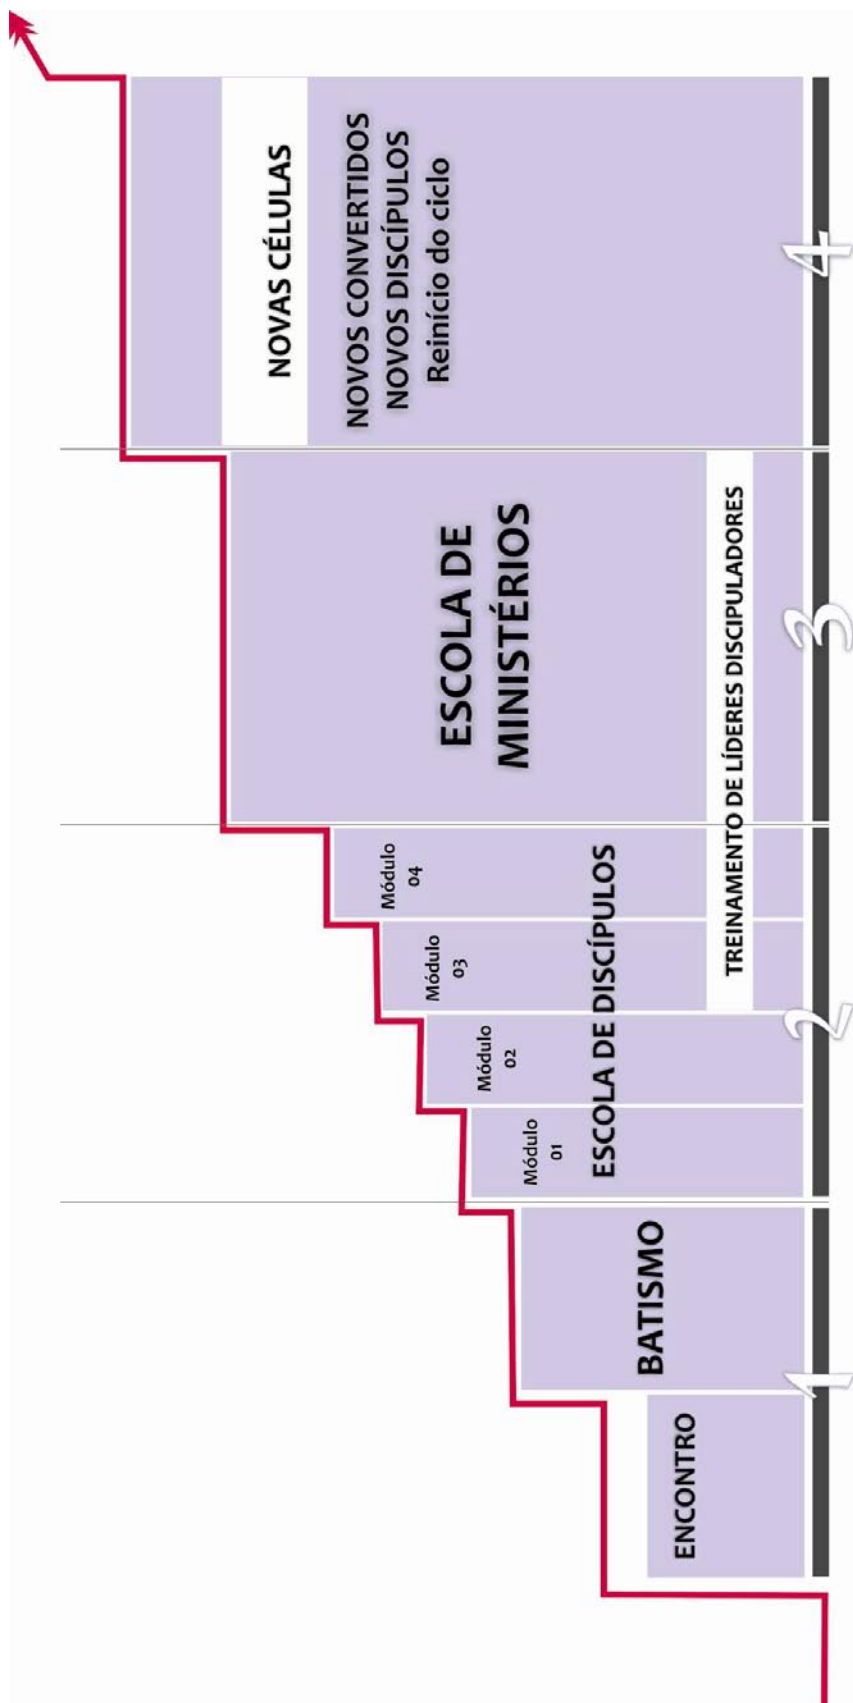 ENCONTRO
BATISMO
1
Módulo
01
Módulo
02
Módulo
03
Módulo
04
ESCOLA DE DISCÍPULOS
2
ESCOLA DE
MINISTÉRIOS
TREINAMENTO DE LÍDERES DISCIPULADORES
3
NOVAS CÉLULAS
NOVOS CONVERTIDOS
NOVOS DISCÍPULOS
Reinício do ciclo
4